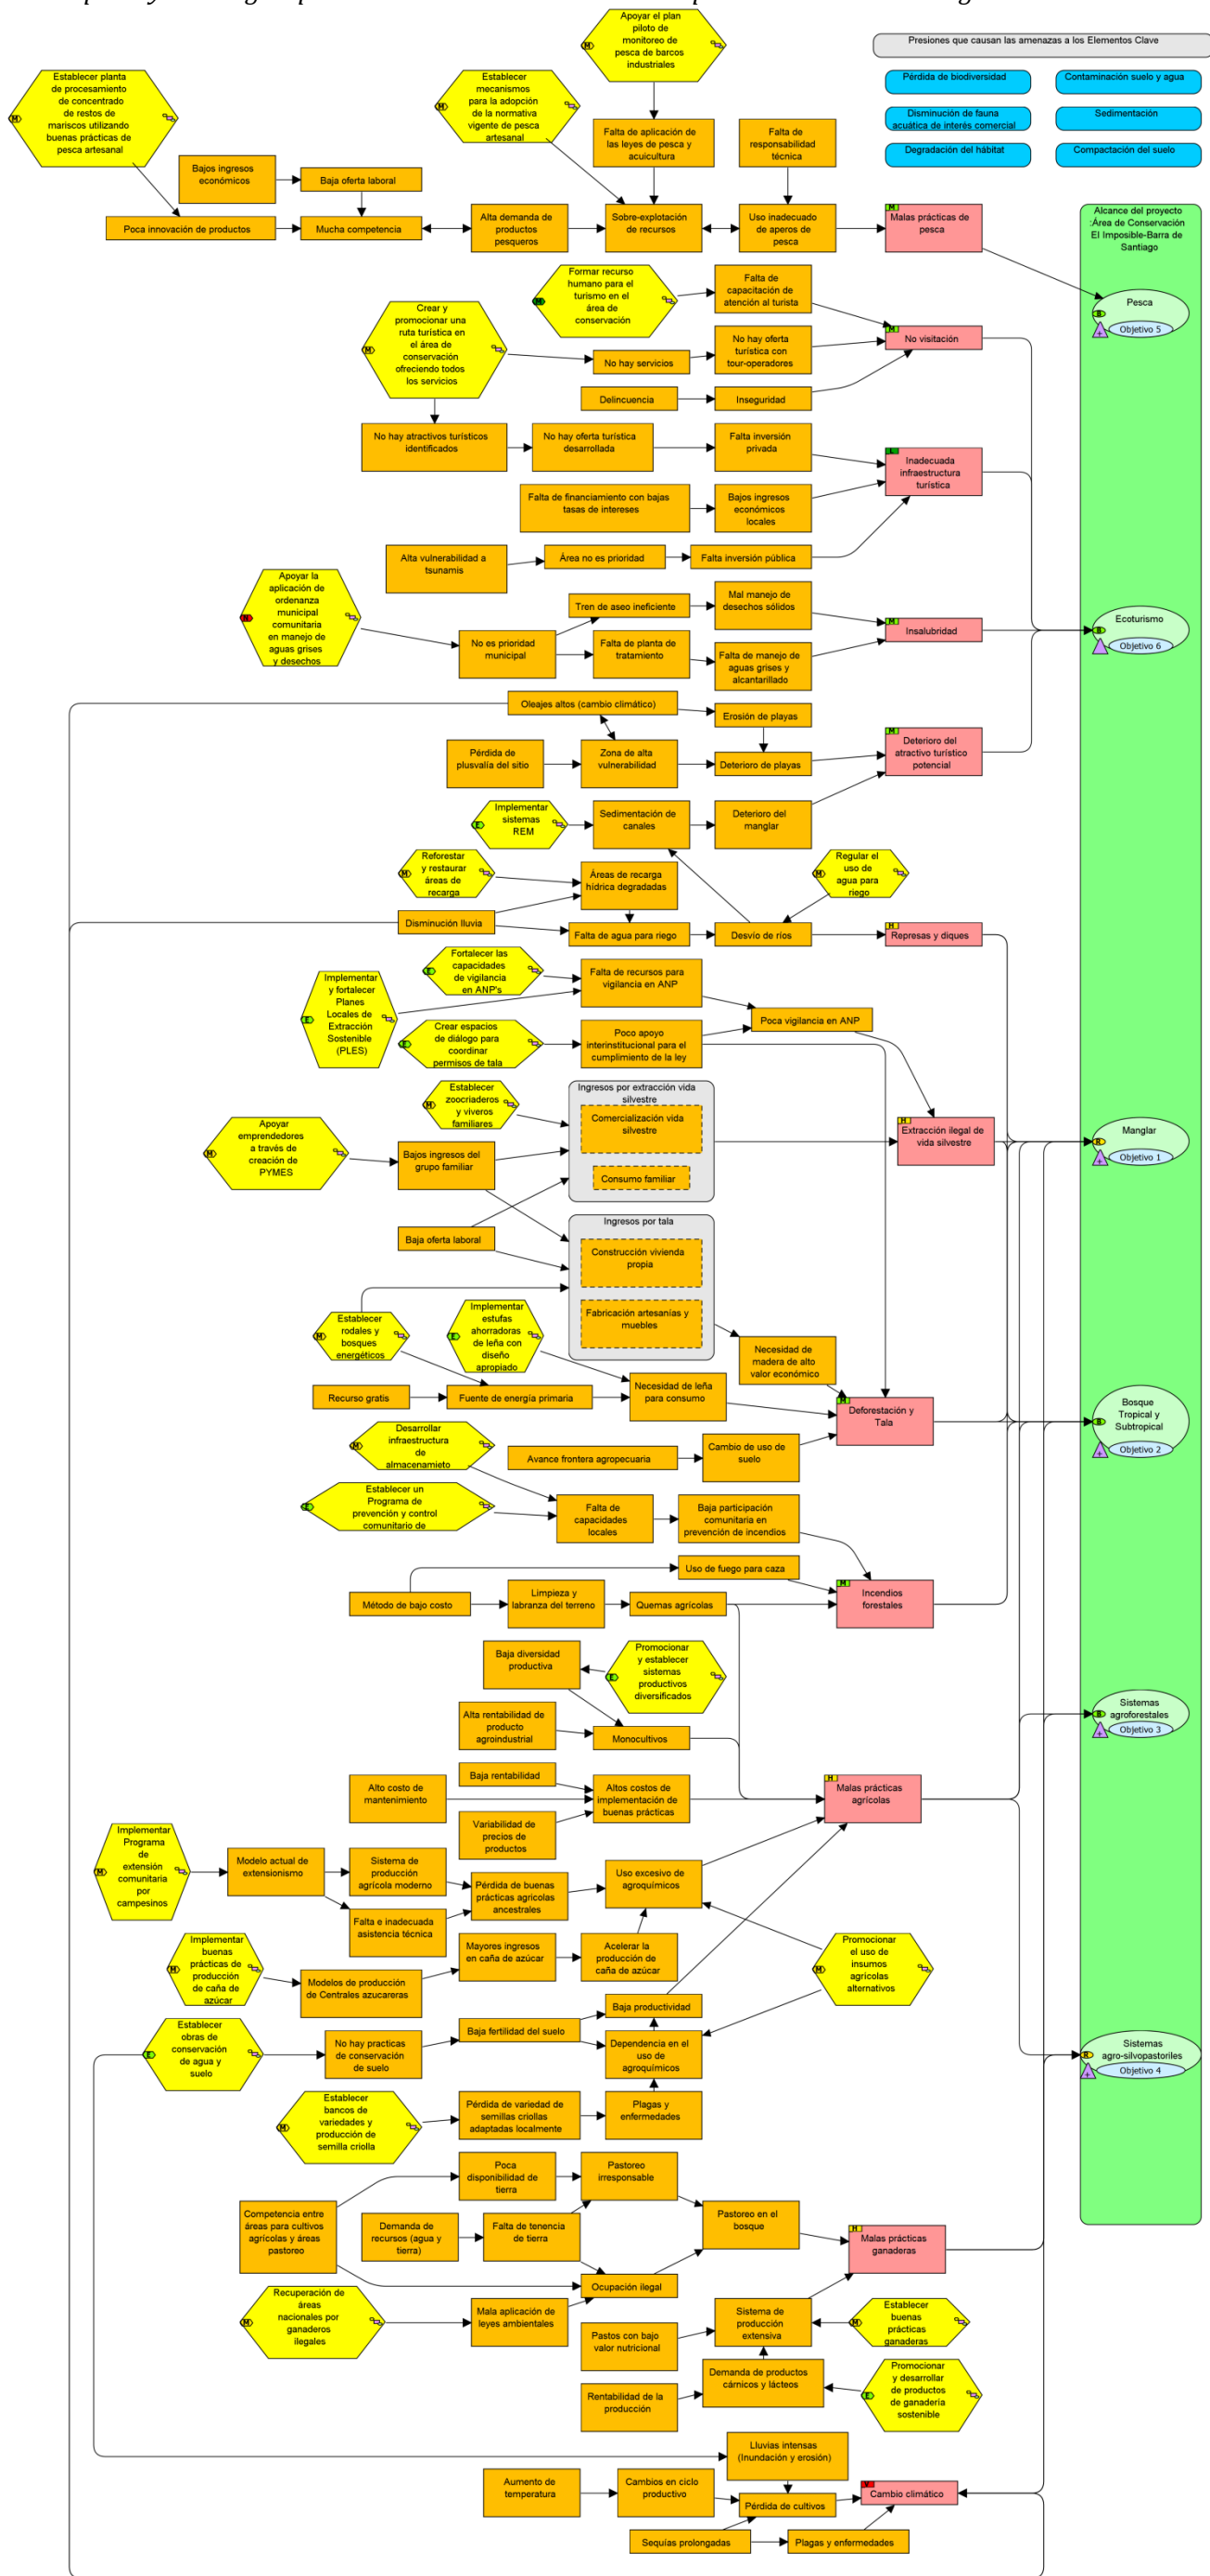 Apoyar el plan
piloto de
monitoreo de
pesca de barcos
industriales
Presiones que causan las amenazas a los Elementos Clave
Pérdida de biodiversidad
Contaminación suelo y agua
Disminución de fauna
acuática de interés comercial
Sedimentación
Degradación del hábitat
Compactación del suelo
Establecer planta
de procesamiento
de concentrado
de restos de
mariscos utilizando
buenas prácticas de
pesca artesanal
Establecer
mecanismos
para la adopción
de la normativa
vigente de pesca
artesanal
Falta de aplicación de
las leyes de pesca y
acuicultura
Falta de
responsabilidad
técnica
Bajos ingresos
económicos
Baja oferta laboral
Poca innovación de productos
Mucha competencia
Alta demanda de
productos
pesqueros
Sobre-explotación
de recursos
Uso inadecuado
de aperos de
pesca
Malas prácticas de
pesca
Alcance del proyecto
:Área de Conservación
El Imposible-Barra de
Santiago
Pesca
Objetivo 5
Formar recurso
humano para el
turismo en el
área de
conservación
Falta de
capacitación de
atención al turista
Crear y
promocionar una
ruta turística en
el área de
conservación
ofreciendo todos
los servicios
No hay servicios
No hay oferta
turística con
tour-operadores
No visitación
Delincuencia
Inseguridad
No hay atractivos turísticos
identificados
No hay oferta turística
desarrollada
Falta inversión
privada
Inadecuada
infraestructura
turística
Falta de financiamiento con bajas
tasas de intereses
Bajos ingresos
económicos
locales
Alta vulnerabilidad a
tsunamis
Área no es prioridad
Falta inversión pública
Apoyar la
aplicación de
ordenanza
municipal
comunitaria
en manejo de
aguas grises
y desechos
Tren de aseo ineficiente
Mal manejo de
desechos sólidos
No es prioridad
municipal
Falta de planta de
tratamiento
Falta de manejo de
aguas grises y
alcantarillado
Insalubridad
Ecoturismo
Objetivo 6
Oleajes altos (cambio climático)
Erosión de playas
Pérdida de
plusvalía del sitio
Zona de alta
vulnerabilidad
Deterioro de playas
Deterioro del
atractivo turístico
potencial
Implementar
sistemas
REM
Sedimentación de
canales
Deterioro del
manglar
Reforestar
y restaurar
áreas de
recarga
Áreas de recarga
hídrica degradadas
Regular el
uso de
agua para
riego
Disminución lluvia
Falta de agua para riego
Desvío de ríos
Represas y diques
Fortalecer las
capacidades
de vigilancia
en ANP's
Falta de recursos para
vigilancia en ANP
Implementar
y fortalecer
Planes
Locales de
Extracción
Sostenible
(PLES)
Poca vigilancia en ANP
Crear espacios
de diálogo para
coordinar
permisos de tala
Poco apoyo
interinstitucional para el
cumplimiento de la ley
Establecer
zoocriaderos
y viveros
familiares
Ingresos por extracción vida
silvestre
Comercialización vida
silvestre
Consumo familiar
Extracción ilegal de
vida silvestre
Manglar
Objetivo 1
Apoyar
emprendedores
a través de
creación de
PYMES
Bajos ingresos del
grupo familiar
Baja oferta laboral
Ingresos por tala
Construcción vivienda
propia
Fabricación artesanías y
muebles
Establecer
rodales y
bosques
energéticos
Implementar
estufas
ahorradoras
de leña con
diseño
apropiado
Necesidad de
madera de alto
valor económico
Recurso gratis
Fuente de energía primaria
Necesidad de leña
para consumo
Deforestación y
Tala
Bosque
Tropical y
Subtropical
Objetivo 2
Desarrollar
infraestructura
de
almacenamieto
Avance frontera agropecuaria
Cambio de uso de
suelo
Establecer un
Programa de
prevención y control
comunitario de
Falta de
capacidades
locales
Baja participación
comunitaria en
prevención de incendios
Uso de fuego para caza
Método de bajo costo
Limpieza y
labranza del terreno
Quemas agrícolas
Incendios
forestales
Baja diversidad
productiva
Promocionar
y establecer
sistemas
productivos
diversificados
Alta rentabilidad de
producto
agroindustrial
Monocultivos
Sistemas
agroforestales
Objetivo 3
Baja rentabilidad
Alto costo de
mantenimiento
Altos costos de
implementación de
buenas prácticas
Variabilidad de
precios de
productos
Malas prácticas
agrícolas
Implementar
Programa
de
extensión
comunitaria
por
campesinos
Modelo actual de
extensionismo
Sistema de
producción
agrícola moderno
Pérdida de buenas
prácticas agricolas
ancestrales
Uso excesivo de
agroquímicos
Falta e inadecuada
asistencia técnica
Implementar
buenas
prácticas de
producción
de caña de
azúcar
Modelos de producción
de Centrales azucareras
Mayores ingresos
en caña de azúcar
Acelerar la
producción de
caña de azúcar
Promocionar
el uso de
insumos
agrícolas
alternativos
Establecer
obras de
conservación
de agua y
suelo
No hay practicas
de conservación
de suelo
Baja fertilidad del suelo
Baja productividad
Dependencia en el
uso de
agroquímicos
Sistemas
agro-silvopastoriles
Objetivo 4
Establecer
bancos de
variedades y
producción de
semilla criolla
Pérdida de variedad de
semillas criollas
adaptadas localmente
Plagas y
enfermedades
Poca
disponibilidad de
tierra
Pastoreo
irresponsable
Competencia entre
áreas para cultivos
agrícolas y áreas
pastoreo
Demanda de
recursos (agua y
tierra)
Falta de tenencia
de tierra
Pastoreo en el
bosque
Malas prácticas
ganaderas
Ocupación ilegal
Recuperación de
áreas
nacionales por
ganaderos
ilegales
Mala aplicación de
leyes ambientales
Pastos con bajo
valor nutricional
Sistema de
producción
extensiva
Establecer
buenas
prácticas
ganaderas
Rentabilidad de la
producción
Demanda de productos
cárnicos y lácteos
Promocionar
y desarrollar
de productos
de ganadería
sostenible
Lluvias intensas
(Inundación y erosión)
Aumento de
temperatura
Cambios en ciclo
productivo
Pérdida de cultivos
Cambio climático
Sequías prolongadas
Plagas y enfermedades